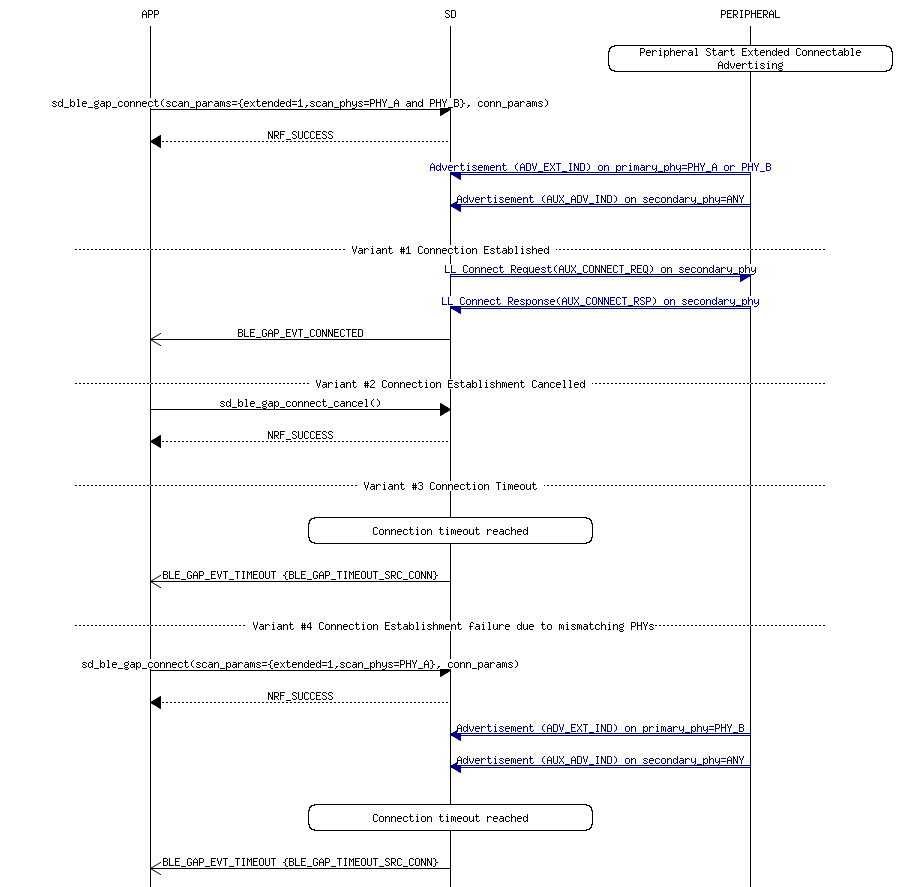 APP SD PERIPHERAL
Peripheral Start Extended Connectable
Advertising
sd_ble_gap_connect(scan_params={extended=1,scan_phys=PHY_A and PHY_B}, conn_params)
NRF_SUCCESS
Advertisement (ADV_EXT_IND) on primary_phy=PHY_A or PHY_B
Advertisement (AUX_ADV_IND) on secondary_phy=ANY
Variant #1 Connection Established
LL Connect Request(AUX_CONNECT_REQ) on secondary_phy
LL Connect Response(AUX_CONNECT_RSP) on secondary_phy
BLE_GAP_EVT_CONNECTED
Variant #2 Connection Establishment Cancelled
sd_ble_gap_connect_cancel()
NRF_SUCCESS
Variant #3 Connection Timeout
Connection timeout reached
BLE_GAP_EVT_TIMEOUT {BLE_GAP_TIMEOUT_SRC_CONN}
Variant #4 Connection Establishment failure due to mismatching PHYs
sd_ble_gap_connect(scan_params={extended=1,scan_phys=PHY_A}, conn_params)
NRF_SUCCESS
Advertisement (ADV_EXT_IND) on primary_phy=PHY_B
Advertisement (AUX_ADV_IND) on secondary_phy=ANY
Connection timeout reached
BLE_GAP_EVT_TIMEOUT {BLE_GAP_TIMEOUT_SRC_CONN}